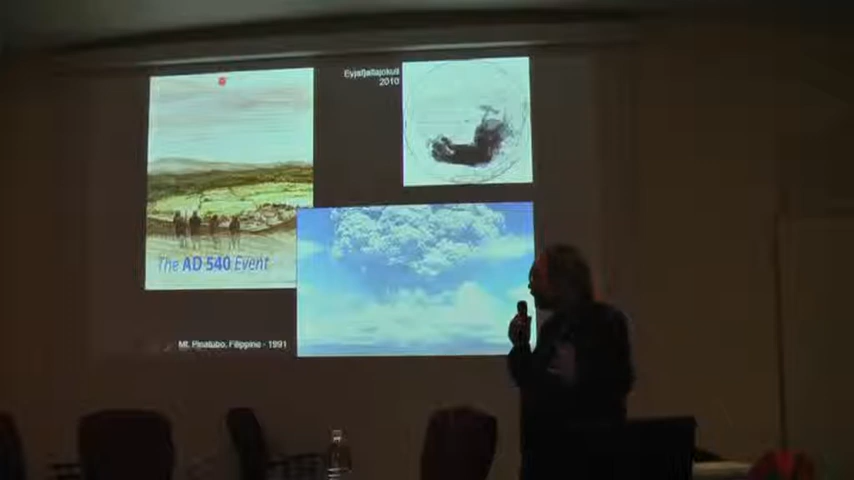 Eyjafjallajokull
2010
The AD 540 Event
Mt. Pinatubo, Filippine - 1991